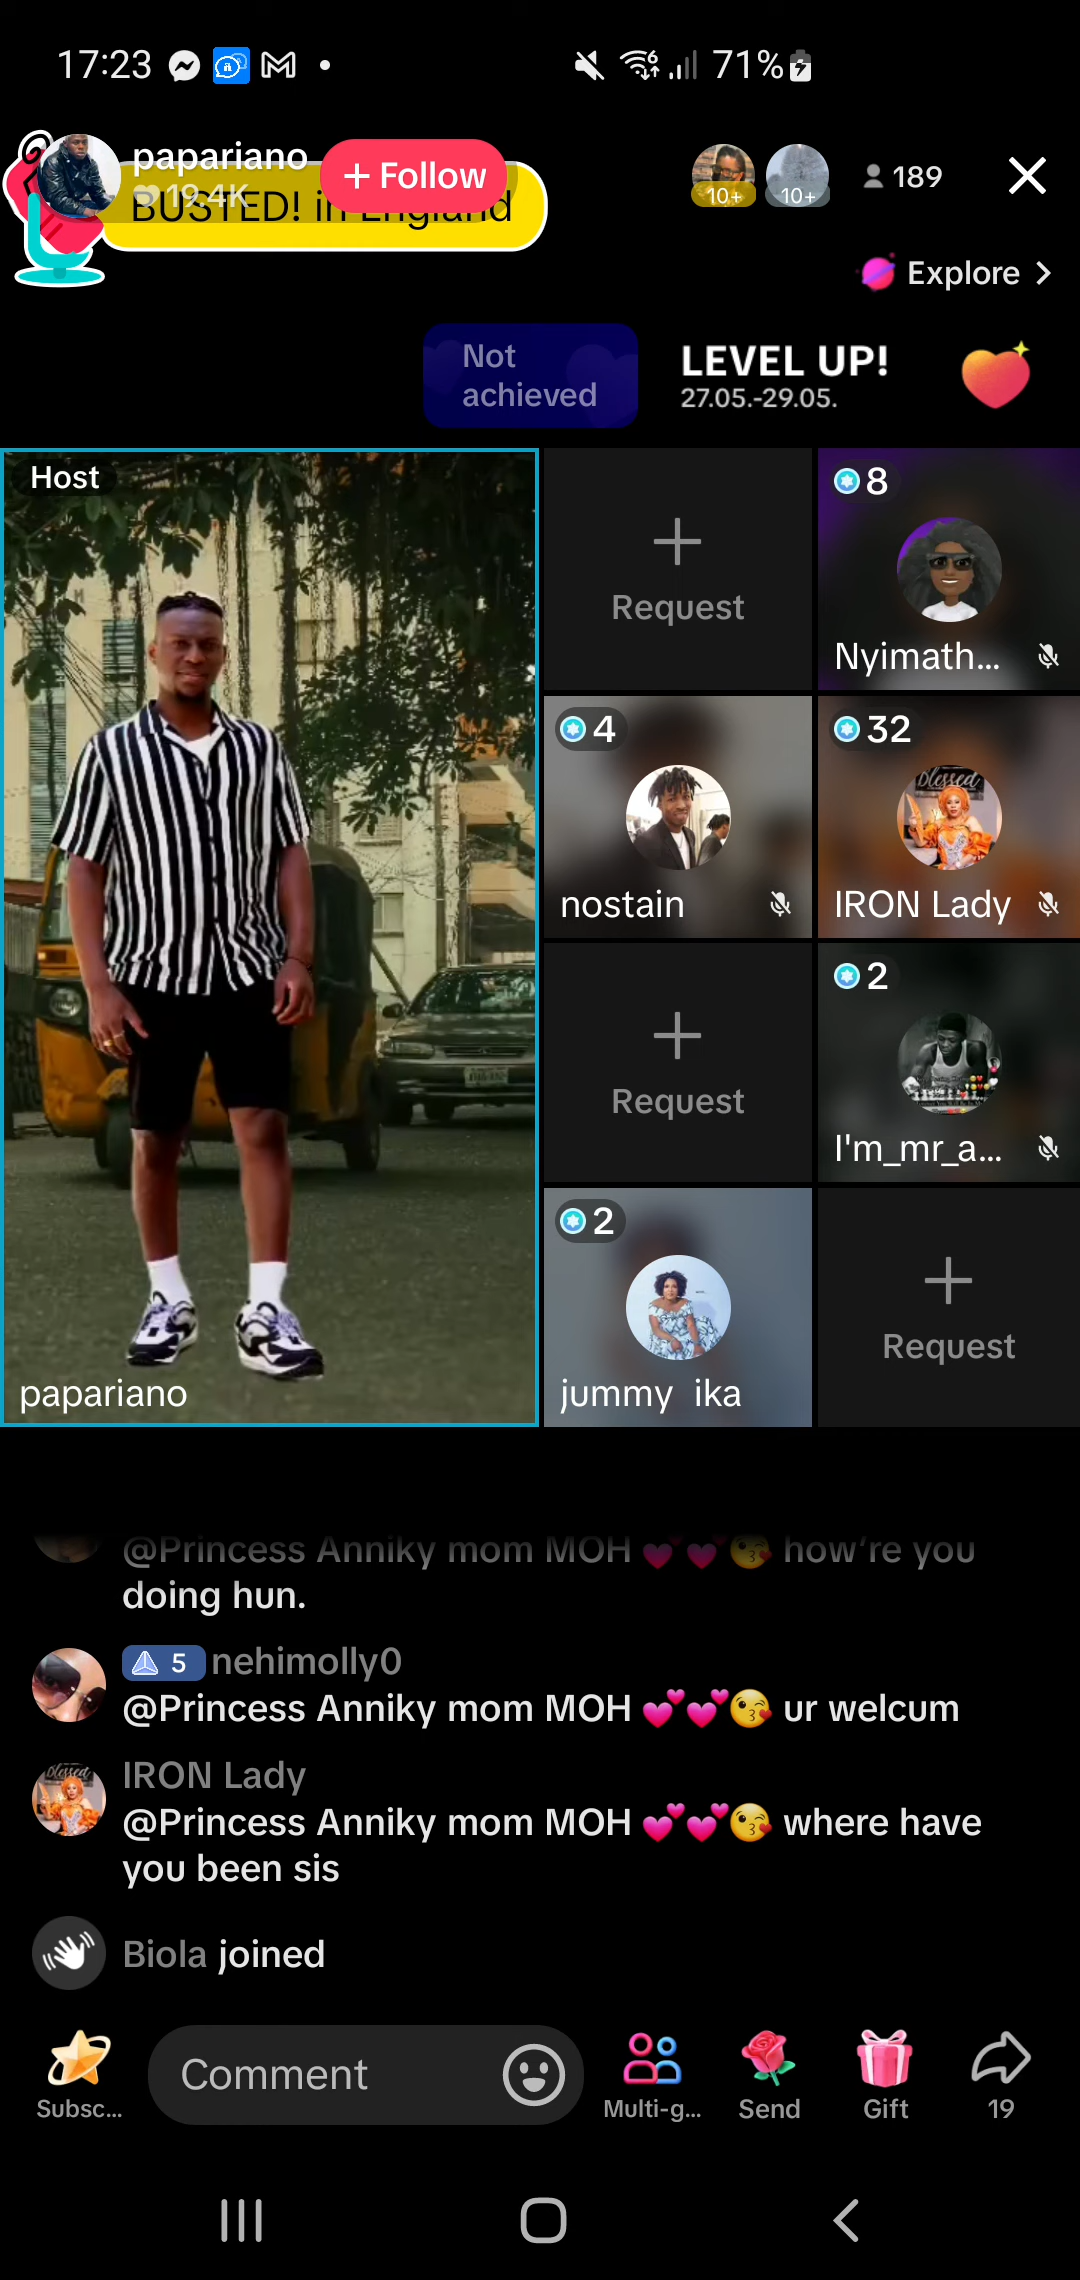 17:23
71%
papariano
+ Follow
19.4K
BUSTED! in England
10+
10+
189
Explore
Not
achieved
LEVEL UP!
27.05.-29.05.
Host
Request
8
Nyimath...
4
nostain
32
Blessed
IRON Lady
Request
2
I'm_mr_a...
2
jummy ika
Request
papariano
@Princess Anniky mom MOH 💕💕😘 how're you
doing hun.
5 nehimolly0
@Princess Anniky mom MOH 💕💕😘 ur welcum
Blessed
IRON Lady
@Princess Anniky mom MOH 💕💕😘 where have
you been sis
Biola joined
Subsc...
Comment
Multi-g...
Send
Gift
19